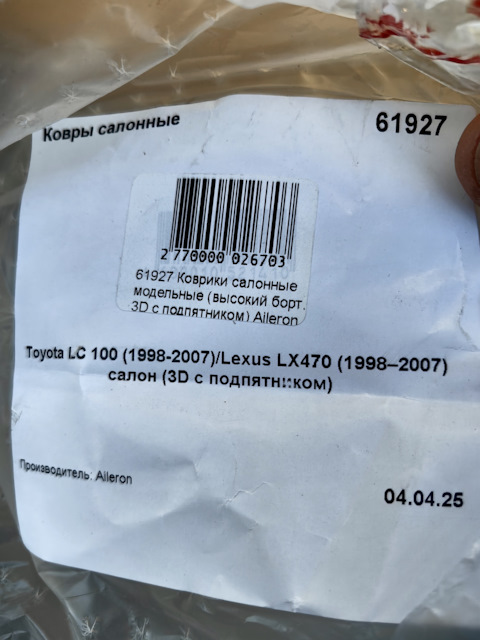 Ковры салонные
61927
2 770000 026703
61927 Коврики салонные
модельные (высокий борт,
3D с подпятником) Aileron
Toyota LC 100 (1998-2007)/Lexus LX470 (1998–2007)
салон (3D с подпятником)
Производитель: Aileron
04.04.25